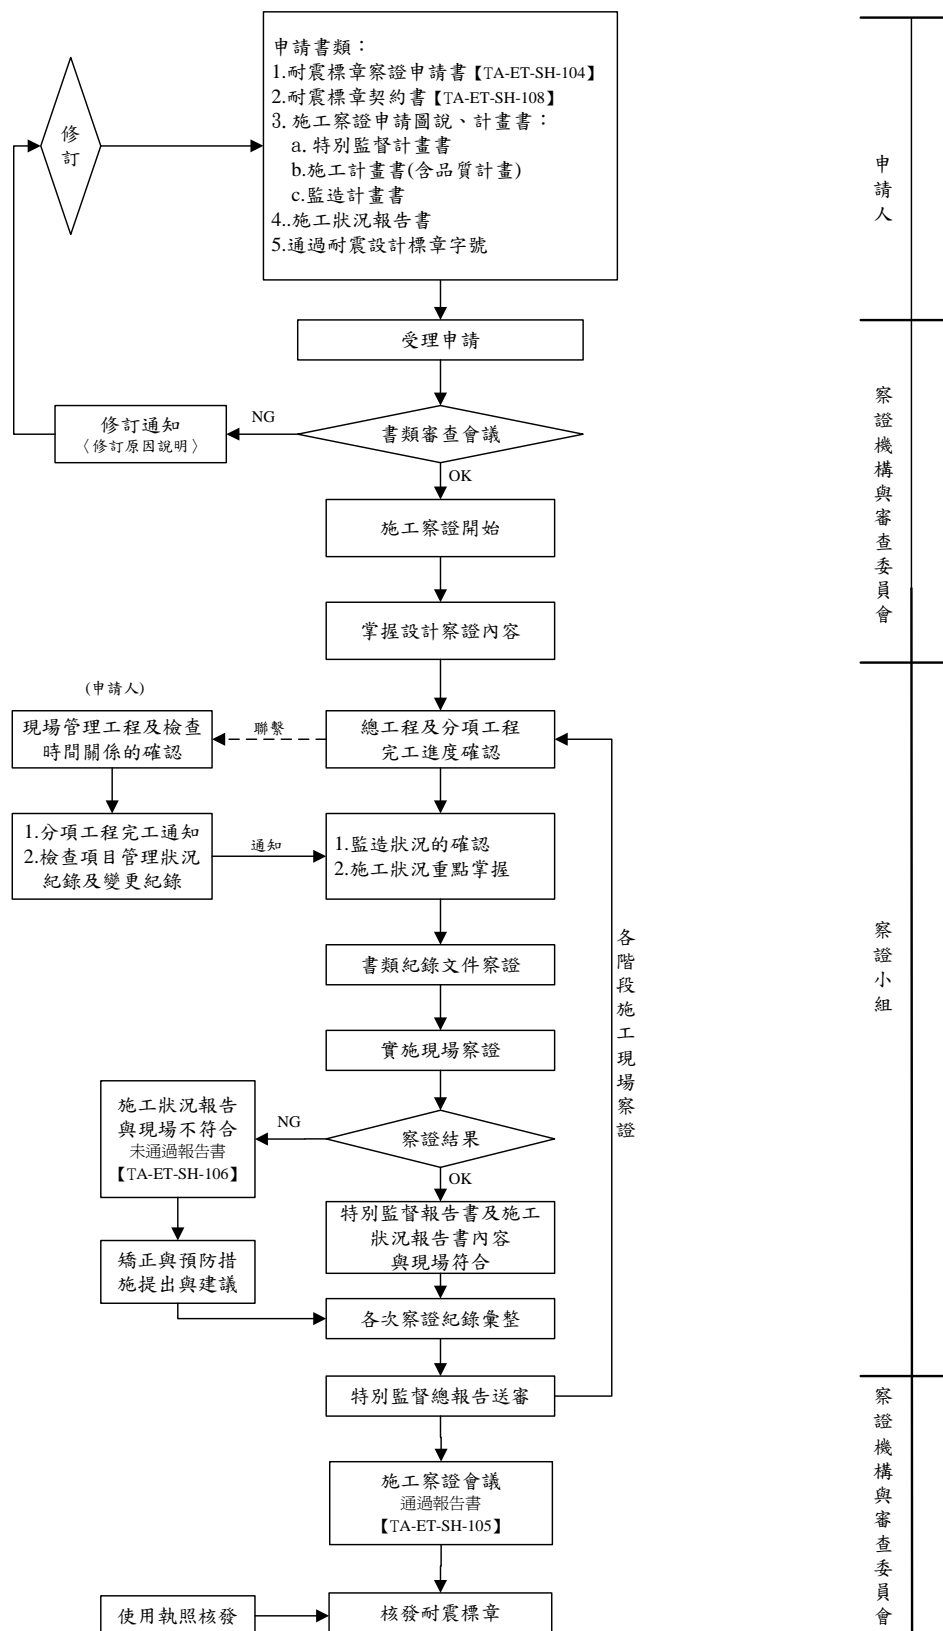 申請書類：
1.耐震標章察證申請書【TA-ET-SH-104】
2.耐震標章契約書【TA-ET-SH-108】
3. 施工察證申請圖說、計畫書：
a. 特別監督計畫書
b.施工計畫書(含品質計畫)
c.監造計畫書
4..施工狀況報告書
5.通過耐震設計標章字號
修
訂
申請人
受理申請
書類審查會議
NG
修訂通知
〈修訂原因說明〉
OK
施工察證開始
掌握設計察證內容
察證機構與審查委員會
(申請人)
現場管理工程及檢查
時間關係的確認
聯繫
總工程及分項工程
完工進度確認
1.分項工程完工通知
2.檢查項目管理狀況
紀錄及變更紀錄
通知
1.監造狀況的確認
2.施工狀況重點掌握
書類紀錄文件察證
實施現場察證
各階段施工現場察證
察證小組
察證結果
NG
施工狀況報告
與現場不符合
未通過報告書
【TA-ET-SH-106】
OK
特別監督報告書及施工
狀況報告書內容
與現場符合
矯正與預防措
施提出與建議
各次察證紀錄彙整
特別監督總報告送審
施工察證會議
通過報告書
【TA-ET-SH-105】
使用執照核發
核發耐震標章
察證機構與審查委員會